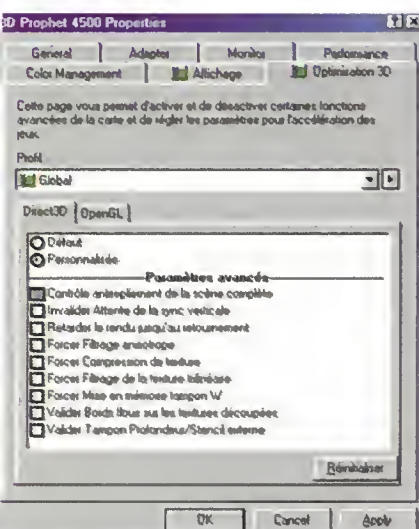 3D Prophet 4500 Properties
General Adapter Monitor Performance
Color Management Affichage Optimisation 3D
Cette page vous permet d'activer et de désactiver certaines fonctions
avancées de la carte et de régler les paramètres pour l'accélération des
jeux.
Profil
Global
Direct3D OpenGL
Défaut
Personnalisée
Paramètres avancés
Contrôle antirepliement de la scène complète
Invalider Attente de la sync verticale
Retarder le rendu jusqu'au retournement
Forcer Filtrage anisotrope
Forcer Compression de texture
Forcer Filtrage de la texture trilinéaire
Forcer Mise en mémoire tampon W
Valider Bords flous sur les textures découpées
Valider Tampon Profondeur/Stencil externe
Réinitialiser
OK Cancel Apply